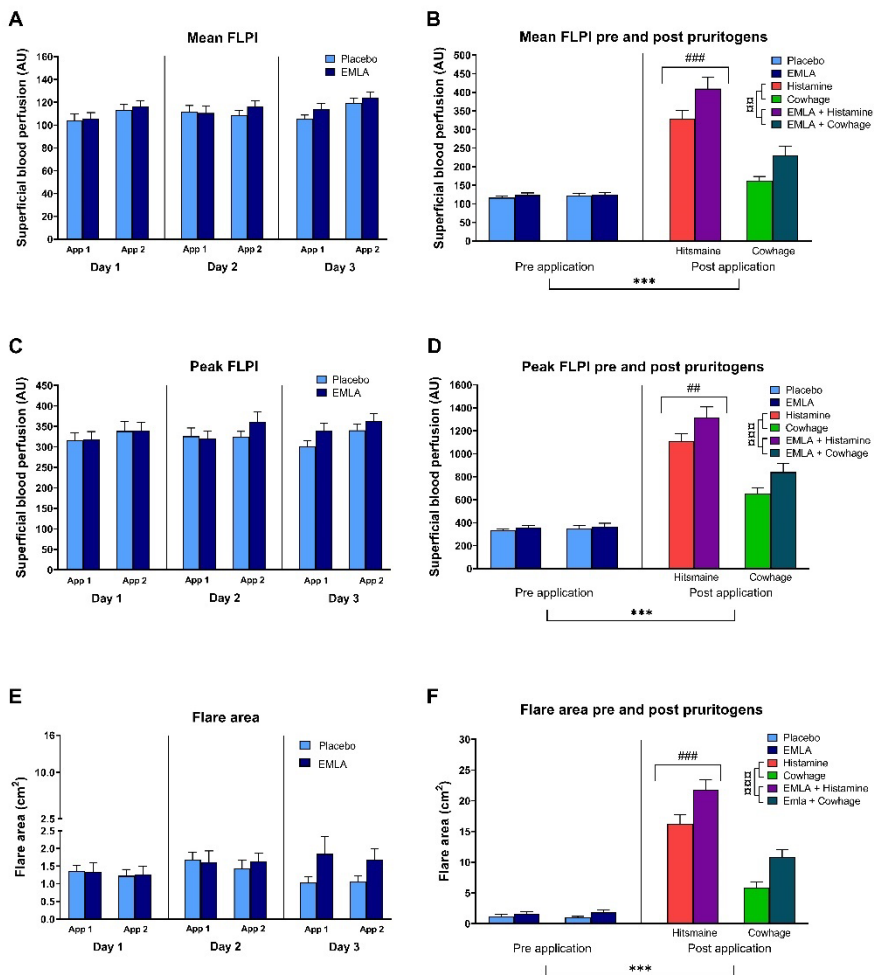 A
Mean FLPI
Superficial blood perfusion (AU)
160
140
120
100
80
60
40
20
0
Placebo
EMLA
App 1
App 2
App 1
App 2
App 1
App 2
Day 1
Day 2
Day 3
B
Mean FLPI pre and post pruritogens
Superficial blood perfusion (AU)
500
450
400
350
300
250
200
150
100
50
0
###
Placebo
EMLA
Histamine
Cowhage
EMLA + Histamine
EMLA + Cowhage
¤¤
Hitsmaine
Cowhage
Pre application
Post application
***
C
Peak FLPI
Superficial blood perfusion (AU)
450
400
350
300
250
200
150
100
50
0
Placebo
EMLA
App 1
App 2
App 1
App 2
App 1
App 2
Day 1
Day 2
Day 3
D
Peak FLPI pre and post pruritogens
Superficial blood perfusion (AU)
1600
1400
1200
1000
800
600
400
200
0
##
Placebo
EMLA
Histamine
Cowhage
EMLA + Histamine
EMLA + Cowhage
¤¤¤
Hitsmaine
Cowhage
Pre application
Post application
***
E
Flare area
Flare area (cm²)
16
10.0
2.5
2.5
2.0
1.5
1.0
0.5
0.0
Placebo
EMLA
App 1
App 2
App 1
App 2
App 1
App 2
Day 1
Day 2
Day 3
F
Flare area pre and post pruritogens
Flare area (cm²)
30
25
20
15
10
5
0
###
Placebo
EMLA
Histamine
Cowhage
EMLA + Histamine
Emla + Cowhage
¤¤¤
Hitsmaine
Cowhage
Pre application
Post application
***